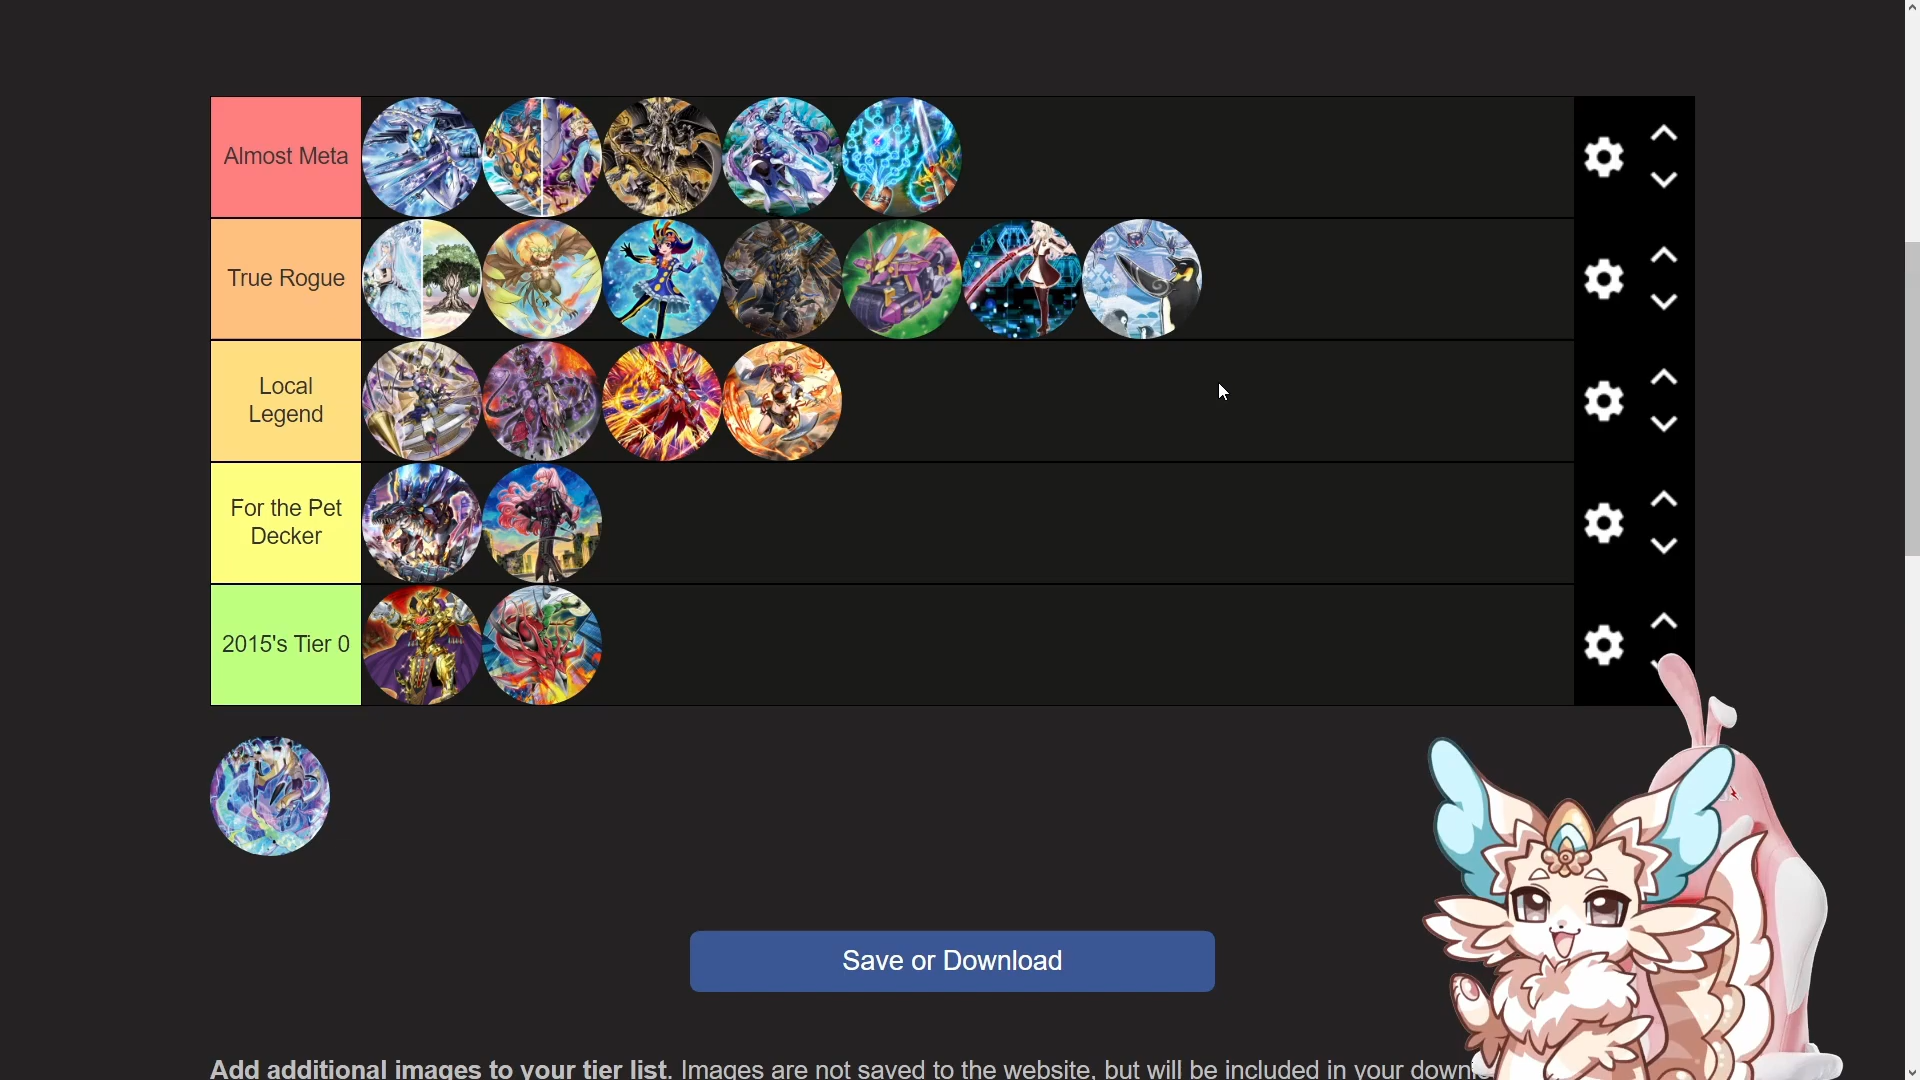 Almost Meta
True Rogue
Local
Legend
For the Pet
Decker
2015's Tier 0
Save or Download
Add additional images to your tier list. Images are not saved to the website, but will be included in your